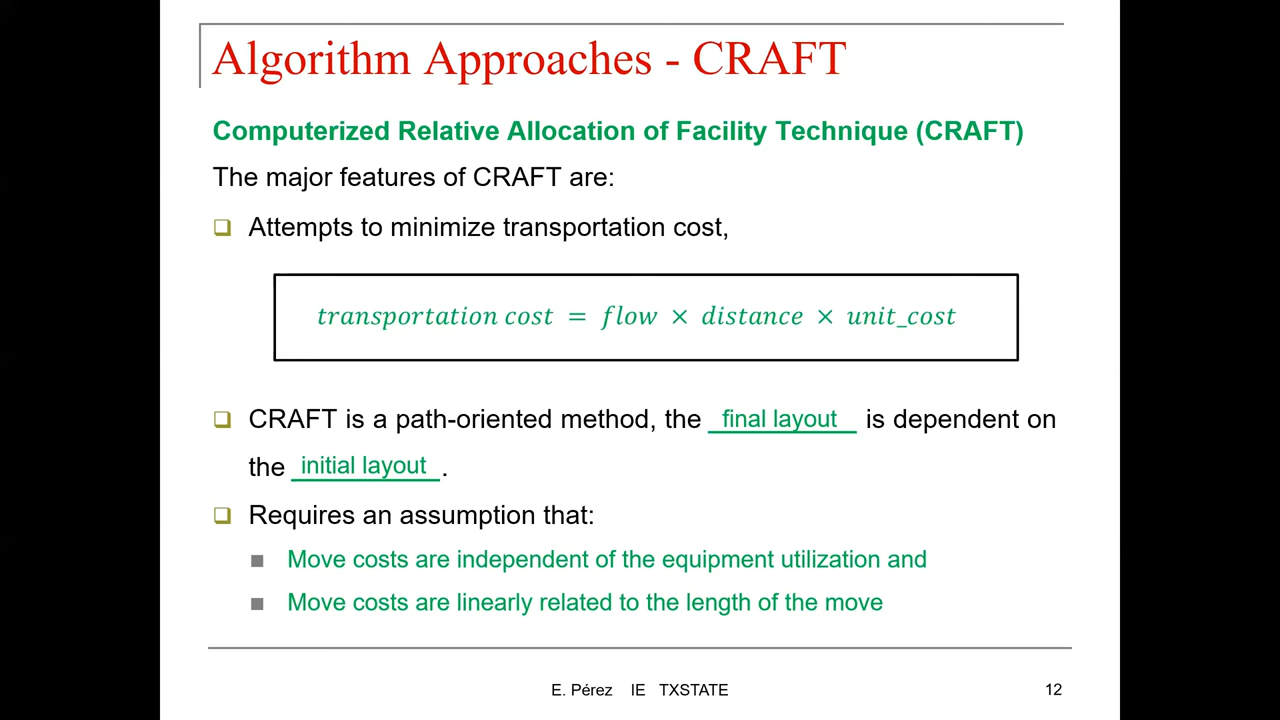 Algorithm Approaches - CRAFT
Computerized Relative Allocation of Facility Technique (CRAFT)
The major features of CRAFT are:
❑ Attempts to minimize transportation cost,
transportation cost = flow × distance × unit_cost
❑ CRAFT is a path-oriented method, the final layout is dependent on
the initial layout.
❑ Requires an assumption that:
■ Move costs are independent of the equipment utilization and
■ Move costs are linearly related to the length of the move
E. Pérez IE TXSTATE 12